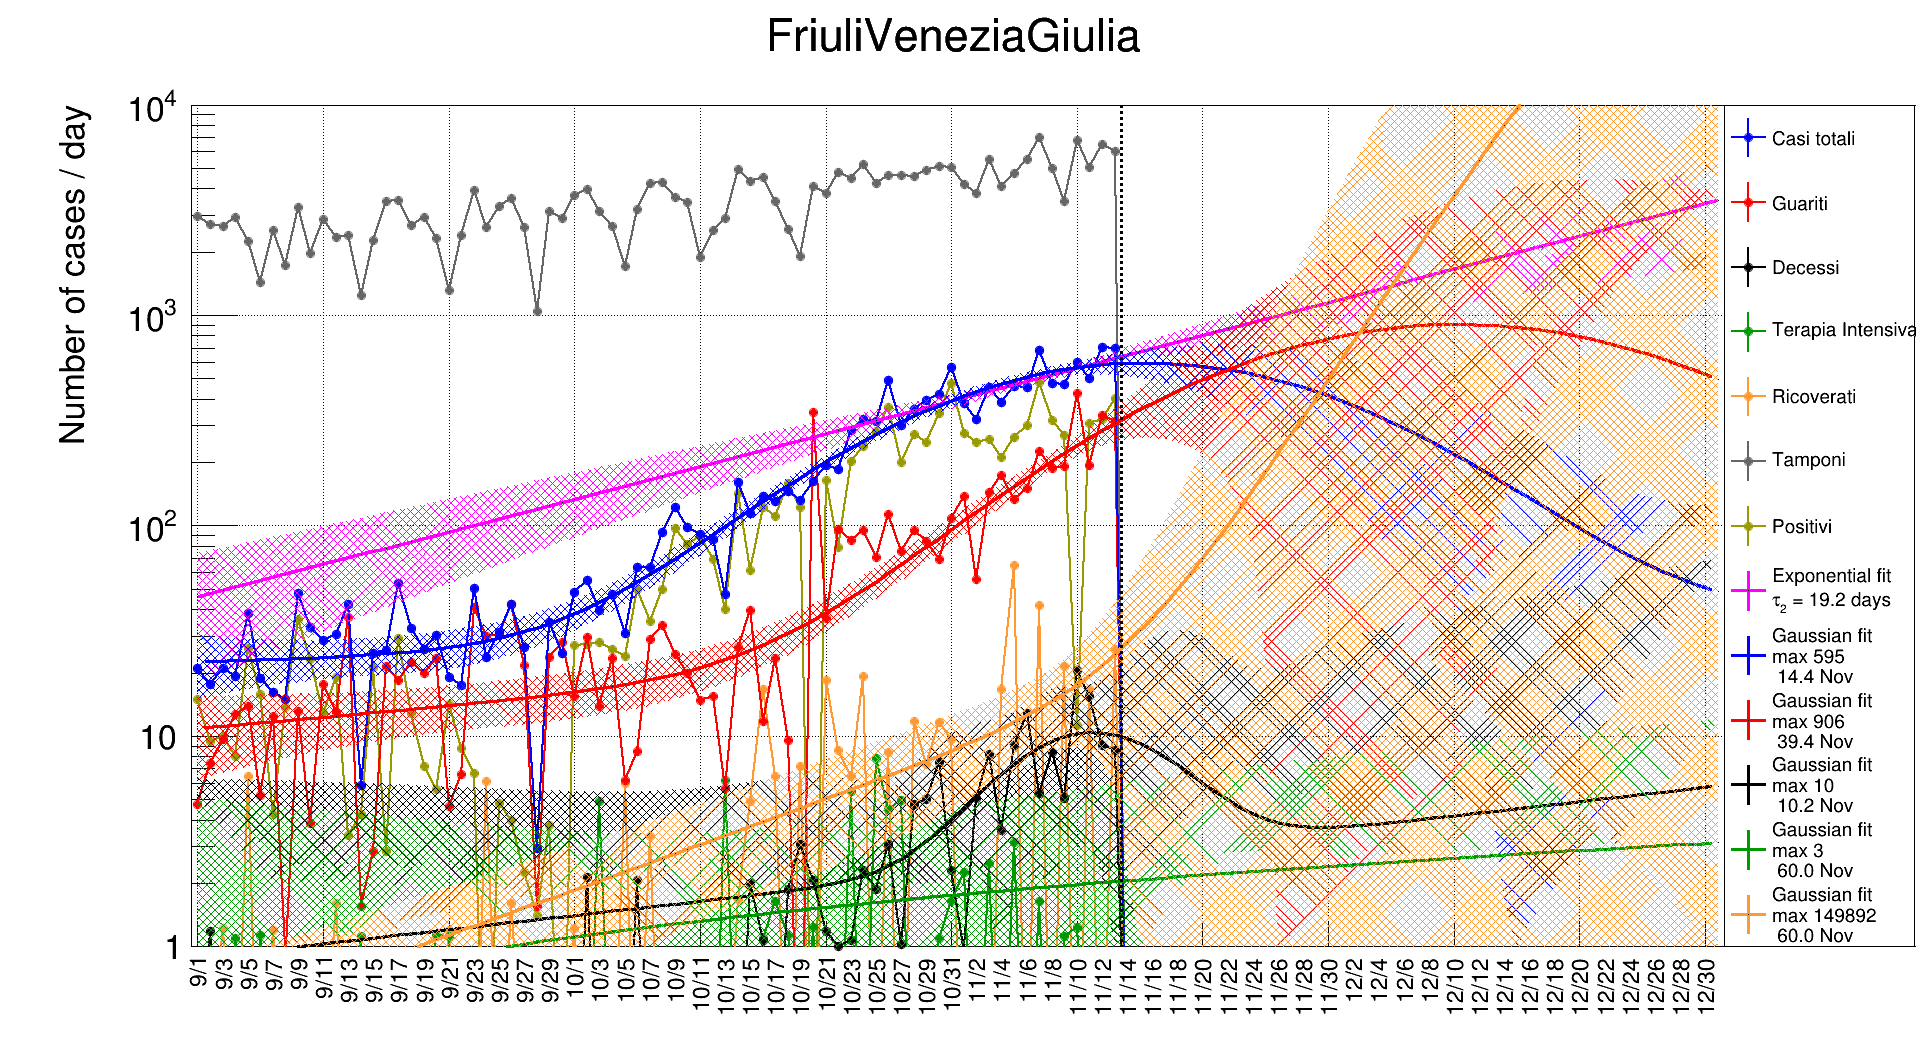 FriuliVeneziaGiulia
Number of cases / day
10^4
10^3
10^2
10
1
9/1
9/3
9/5
9/7
9/9
9/11
9/13
9/15
9/17
9/19
9/21
9/23
9/25
9/27
9/29
10/1
10/3
10/5
10/7
10/9
10/11
10/13
10/15
10/17
10/19
10/21
10/23
10/25
10/27
10/29
10/31
11/2
11/4
11/6
11/8
11/10
11/12
11/14
11/16
11/18
11/20
11/22
11/24
11/26
11/28
11/30
12/2
12/4
12/6
12/8
12/10
12/12
12/14
12/16
12/18
12/20
12/22
12/24
12/26
12/28
12/30
Casi totali
Guariti
Decessi
Terapia Intensiva
Ricoverati
Tamponi
Positivi
Exponential fit
τ2 = 19.2 days
Gaussian fit
max 595
14.4 Nov
Gaussian fit
max 906
39.4 Nov
Gaussian fit
max 10
10.2 Nov
Gaussian fit
max 3
60.0 Nov
Gaussian fit
max 149892
60.0 Nov